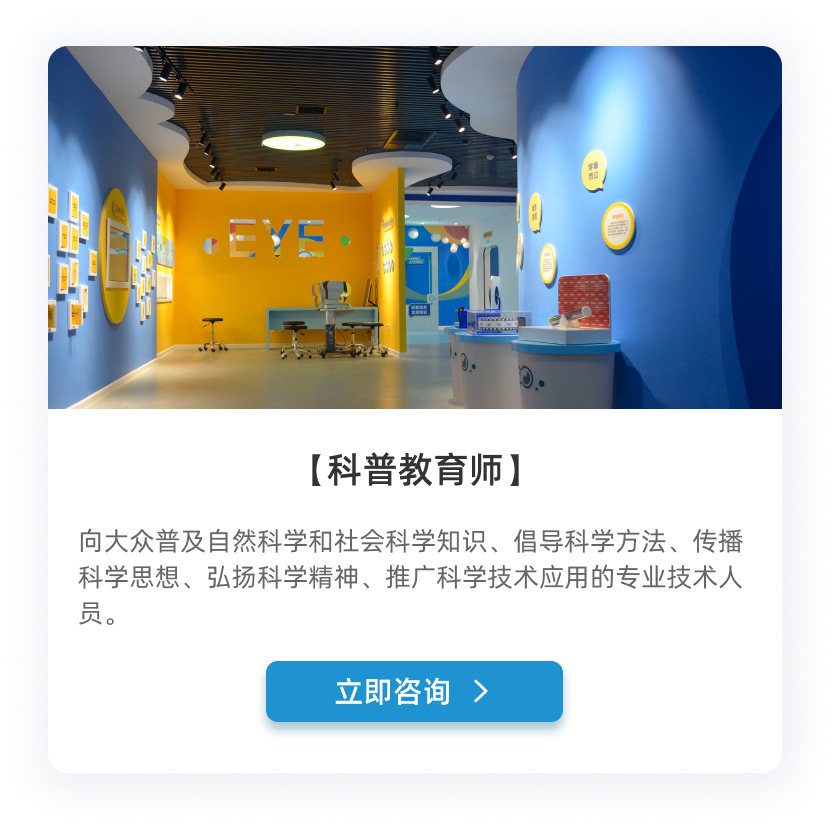 EYE
【科普教育师】
向大众普及自然科学和社会科学知识、倡导科学方法、传播
科学思想、弘扬科学精神、推广科学技术应用的专业技术人
员。
立即咨询 >